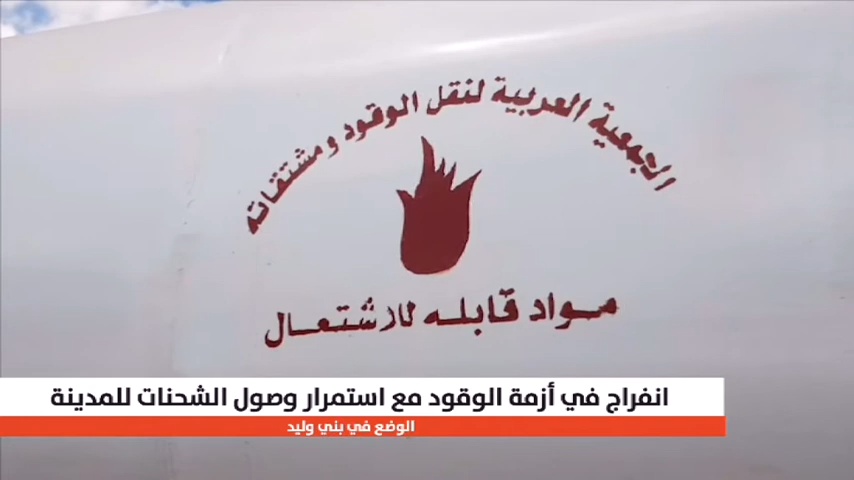 الجمعية العربية لنقل الوقود ومشتقاته
مواد قابله للاشتعال
انفراج في أزمة الوقود مع استمرار وصول الشحنات للمدينة
الوضع في بني وليد